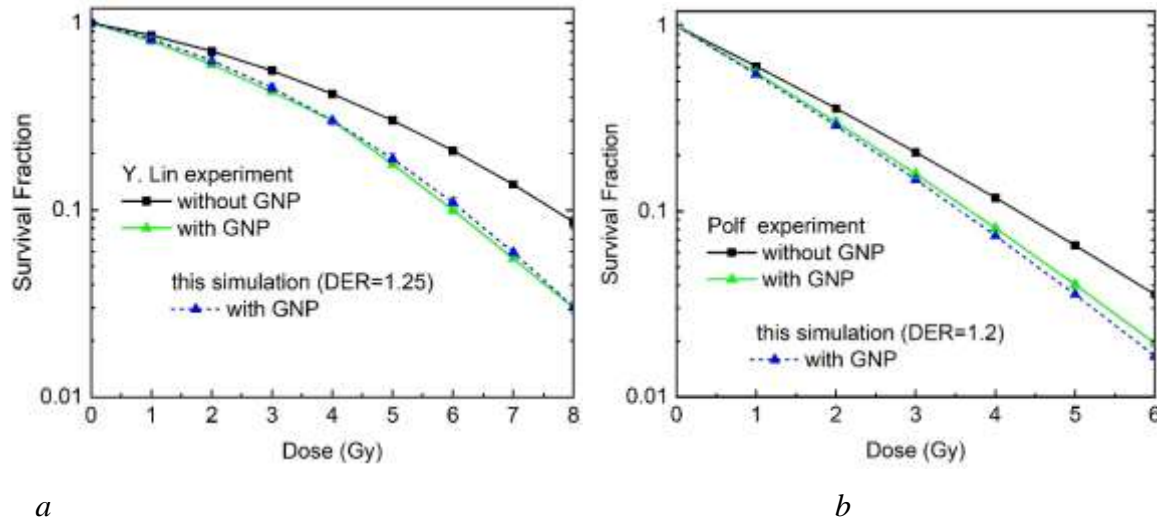 1
0.1
0.01
Survival Fraction
Y. Lin experiment
without GNP
with GNP
this simulation (DER=1.25)
with GNP
0 1 2 3 4 5 6 7 8
Dose (Gy)
a
1
0.1
0.01
Survival Fraction
Polf experiment
without GNP
with GNP
this simulation (DER=1.2)
with GNP
0 1 2 3 4 5 6
Dose (Gy)
b